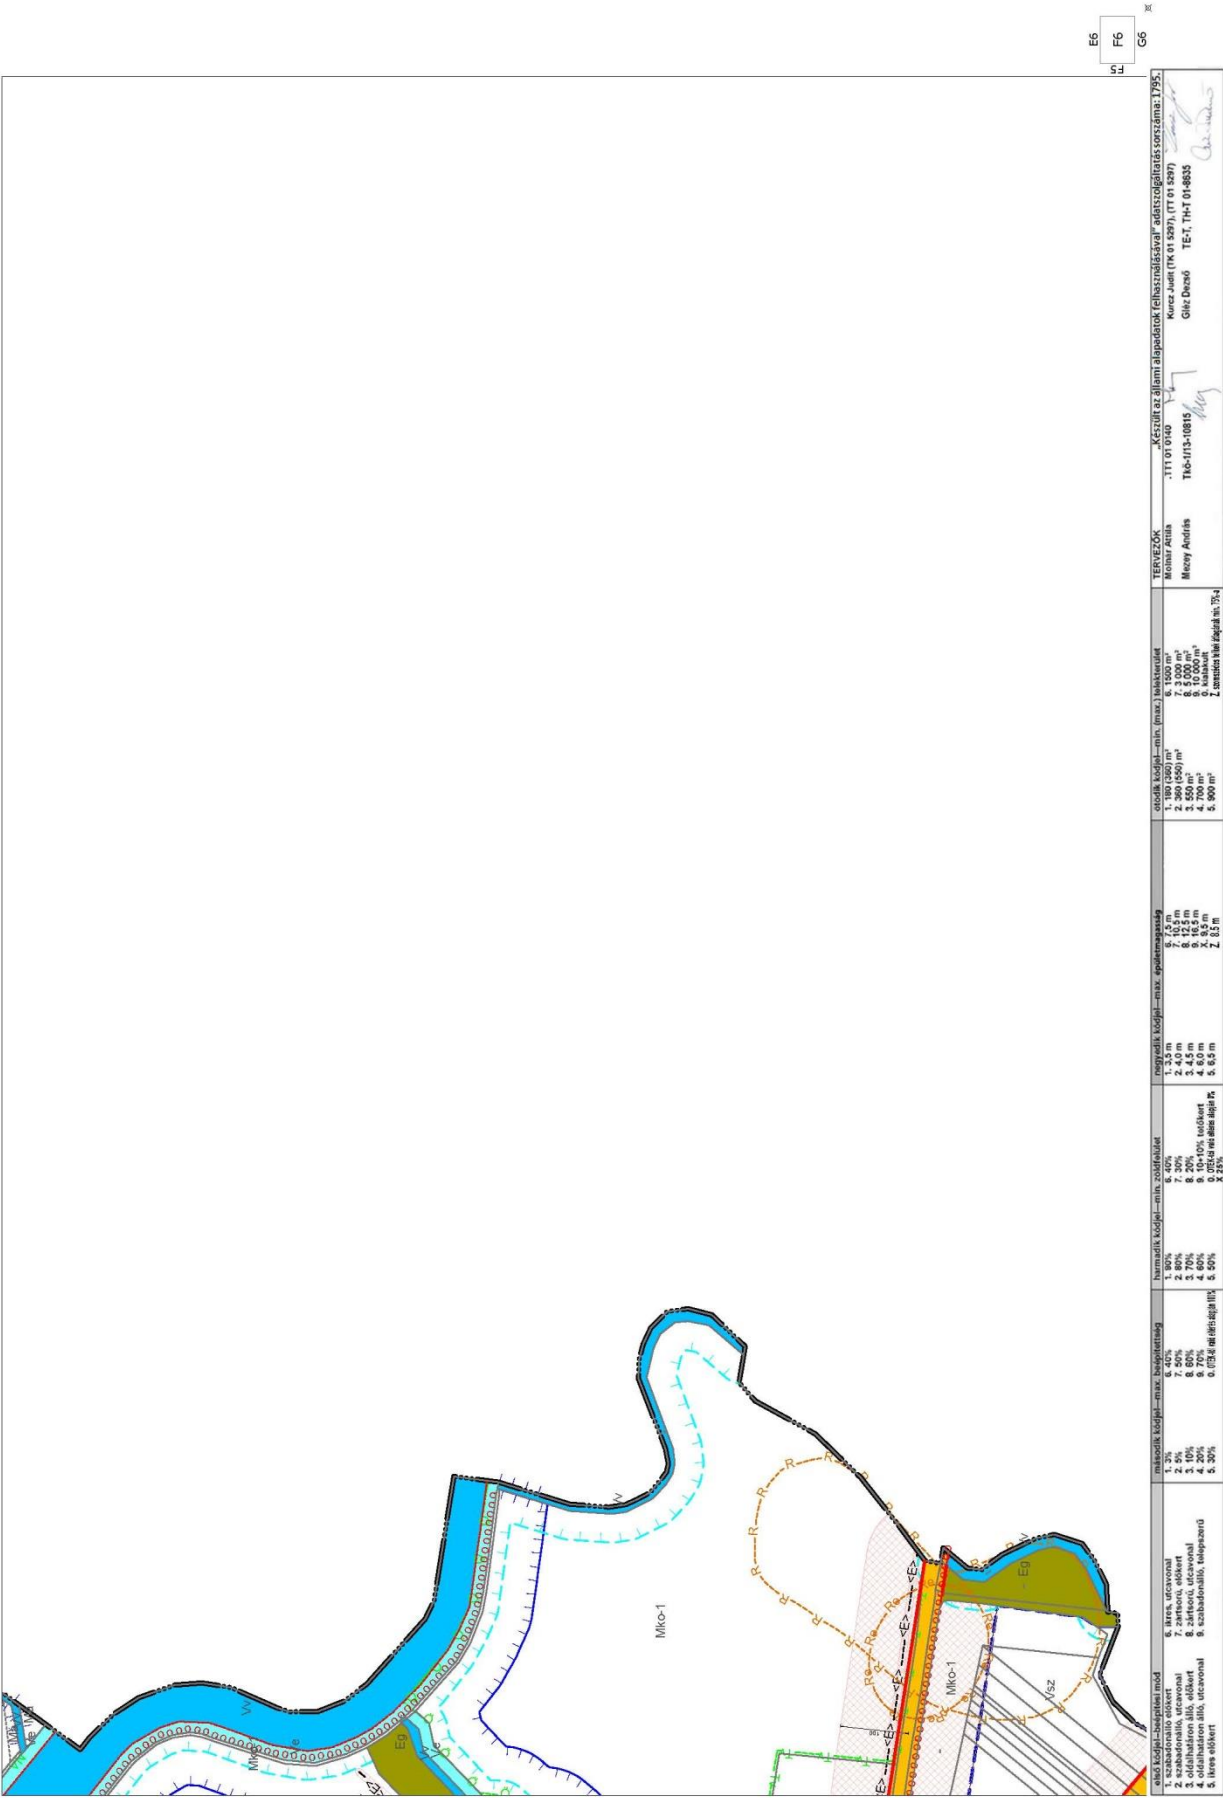 E6
F5 F6
G6
Mko-1
Mko-1
Eg
Eg
Vsz
100
első kódjel—beépítési mód
1. szabadonálló előkert
2. szabadonálló, utcavonal
3. oldalhatáron álló, előkert
4. oldalhatáron álló, utcavonal
5. ikres előkert
6. ikres, utcavonal
7. zártsorú, előkert
8. zártsorú, utcavonal
9. szabadonálló, telepszerű
második kódjel—max. beépítettség
1. 3%
2. 5%
3. 10%
4. 20%
5. 30%
6. 40%
7. 50%
8. 60%
9. 70%
harmadik kódjel—min. zöldfelület
1. 90%
2. 80%
3. 70%
4. 60%
5. 50%
6. 40%
7. 30%
8. 20%
9. 10+10% tetőkert
X 25%
negyedik kódjel—max. épületmagasság
1. 3,5 m
2. 4,0 m
3. 4,5 m
4. 6,0 m
5. 6,5 m
6. 7,5 m
7. 10,5 m
8. 12,5 m
9. 16,5 m
X. 9,5 m
Z. 8,5 m
ötödik kódjel—min. (max.) telekterület
1. 180 (360) m²
2. 360 (550) m²
3. 550 m²
4. 700 m²
5. 900 m²
6. 1500 m²
7. 3 000 m²
8. 5 000 m²
9. 10 000 m²
0. kialakult
TERVEZŐK
Molnár Attila
Mezey András Tkö-1/13-10815
„Készült az állami alapadatok felhasználásával" adatszolgáltatás sorszáma: 1795.
Kurcz Judit (TK 01 5297), (TT 01 5297)
Giéz Dezső TE-T, TH-T 01-8635